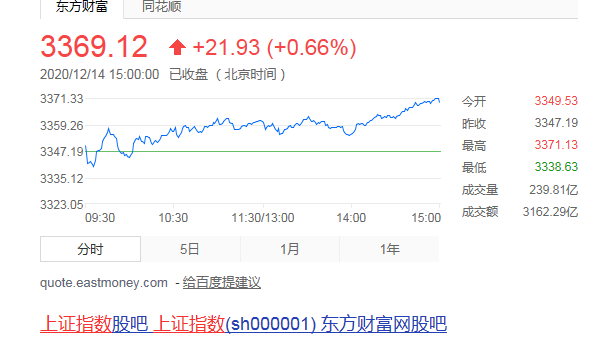 东方财富 同花顺
3369.12 +21.93 (+0.66%)
2020/12/14 15:00:00 已收盘 (北京时间)
3371.33
3359.26
3347.19
3335.12
3323.05
09:30 10:30 11:30/13:00 14:00 15:00
今开 3349.53
昨收 3347.19
最高 3371.13
最低 3338.63
成交量 239.81亿
成交额 3162.29亿
分时 5日 1月 1年
quote.eastmoney.com - 给百度提建议
上证指数股吧_上证指数(sh000001)_东方财富网股吧